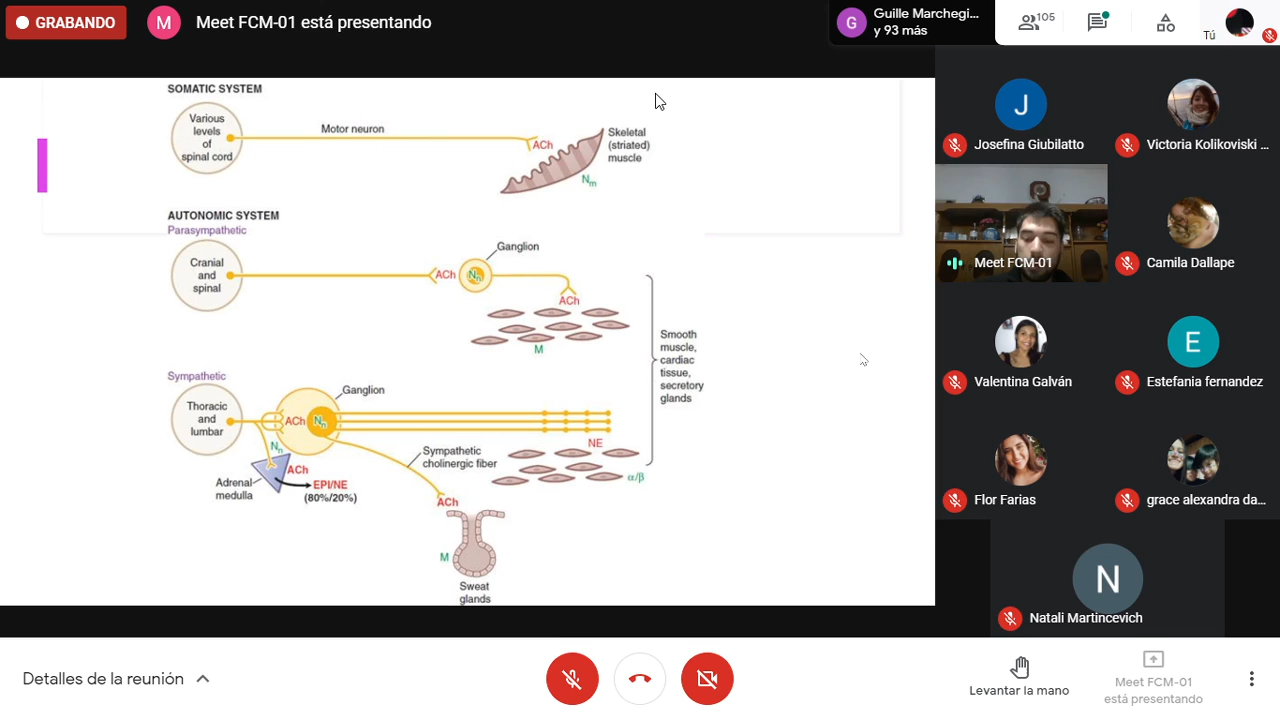 GRABANDO
M
Meet FCM-01 está presentando
G
Guille Marchegi...
y 93 más
105
Tú
SOMATIC SYSTEM
Various
levels
of
spinal cord
Motor neuron
ACh
Skeletal
(striated)
muscle
Nm
AUTONOMIC SYSTEM
Parasympathetic
Cranial
and
spinal
ACh
Nn
Ganglion
ACh
M
Smooth
muscle,
cardiac
tissue,
secretory
glands
Sympathetic
Thoracic
and
lumbar
Ganglion
ACh
Nn
Nn
ACh
Adrenal
medulla
EPI/NE
(80%/20%)
Sympathetic
cholinergic fiber
NE
α/β
ACh
M
Sweat
glands
J
Josefina Giubilatto
Victoria Kolikoviski ...
Meet FCM-01
Camila Dallape
Valentina Galván
E
Estefania fernandez
Flor Farias
grace alexandra da...
N
Natali Martincevich
Detalles de la reunión
Levantar la mano
Meet FCM-01
está presentando